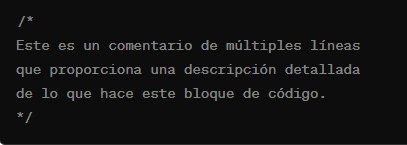 /*
Este es un comentario de múltiples líneas
que proporciona una descripción detallada
de lo que hace este bloque de código.
*/